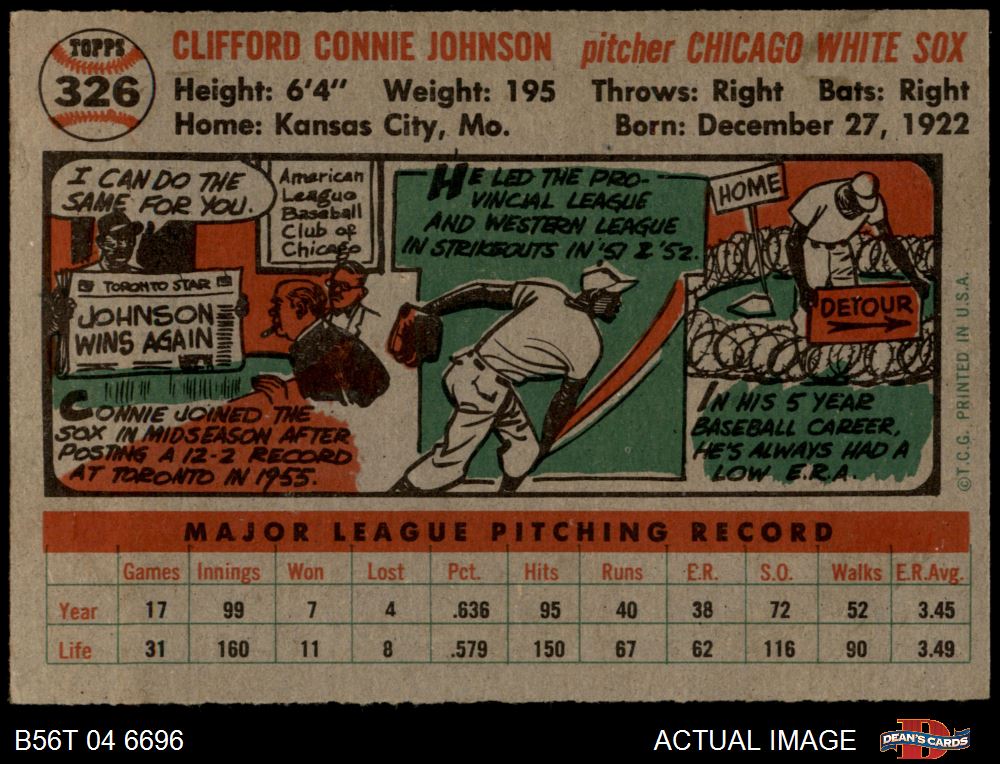 TOPPS
326
CLIFFORD CONNIE JOHNSON pitcher CHICAGO WHITE SOX
Height: 6'4" Weight: 195 Throws: Right Bats: Right
Home: Kansas City, Mo. Born: December 27, 1922
I CAN DO THE
SAME FOR YOU.
American
League
Baseball
Club of
Chicago
TORONTO STAR
JOHNSON
WINS AGAIN
CONNIE JOINED THE
SOX IN MIDSEASON AFTER
POSTING A 12-2 RECORD
AT TORONTO IN 1955.
HE LED THE PRO-
VINCIAL LEAGUE
AND WESTERN LEAGUE
IN STRIKEOUTS IN '51 & '52.
HOME
DETOUR
IN HIS 5 YEAR
BASEBALL CAREER,
HE'S ALWAYS HAD A
LOW E.R.A.
©T.C.G. PRINTED IN U.S.A.
MAJOR LEAGUE PITCHING RECORD
Games Innings Won Lost Pct. Hits Runs E.R. S.O. Walks E.R.Avg.
Year 17 99 7 4 .636 95 40 38 72 52 3.45
Life 31 160 11 8 .579 150 67 62 116 90 3.49
B56T 04 6696
ACTUAL IMAGE
D
DEAN'S CARDS